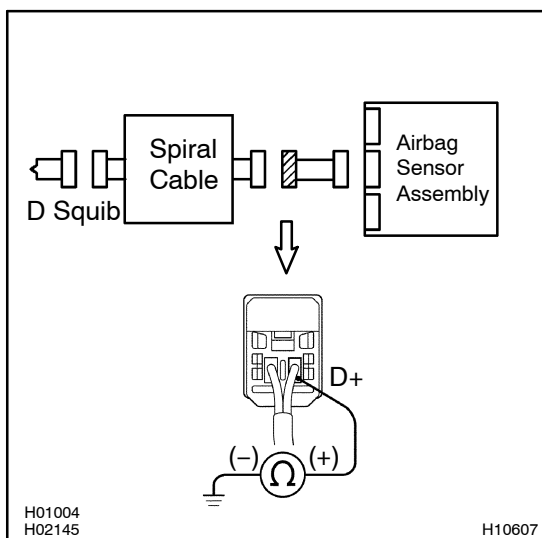 Spiral
Cable
Airbag
Sensor
Assembly
D Squib
D+
(−)
Ω
(+)
H01004
H02145
H10607